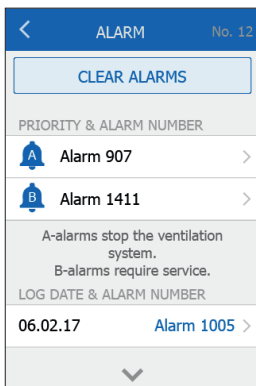 ALARM No. 12
CLEAR ALARMS
PRIORITY & ALARM NUMBER
A Alarm 907
B Alarm 1411
A-alarms stop the ventilation
system.
B-alarms require service.
LOG DATE & ALARM NUMBER
06.02.17 Alarm 1005